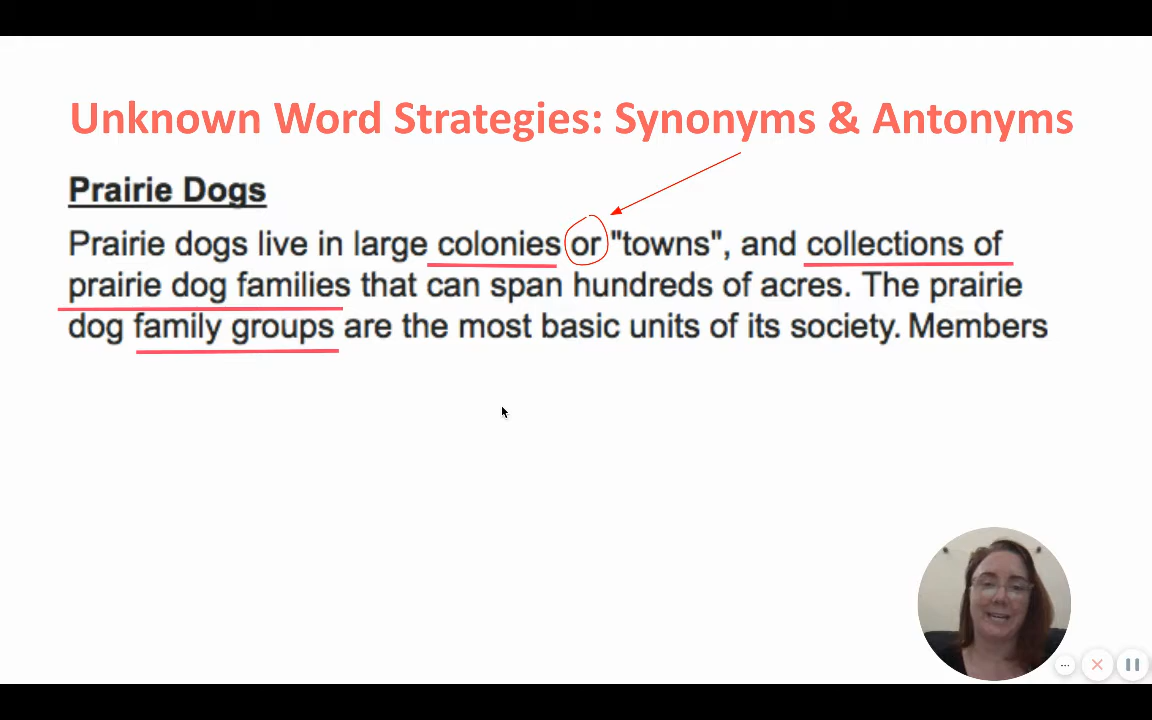 Unknown Word Strategies: Synonyms & Antonyms
Prairie Dogs
Prairie dogs live in large colonies or "towns", and collections of
prairie dog families that can span hundreds of acres. The prairie
dog family groups are the most basic units of its society. Members